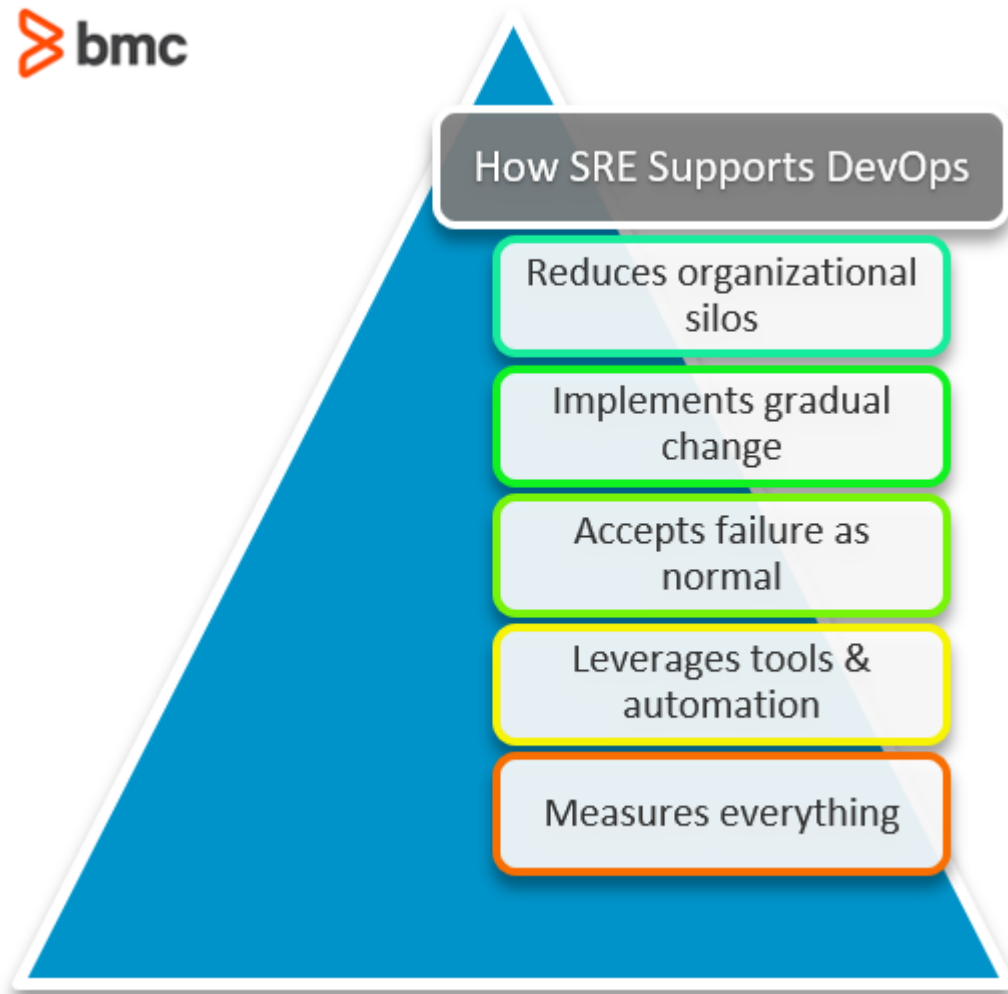 bmc
How SRE Supports DevOps
Reduces organizational
silos
Implements gradual
change
Accepts failure as
normal
Leverages tools &
automation
Measures everything